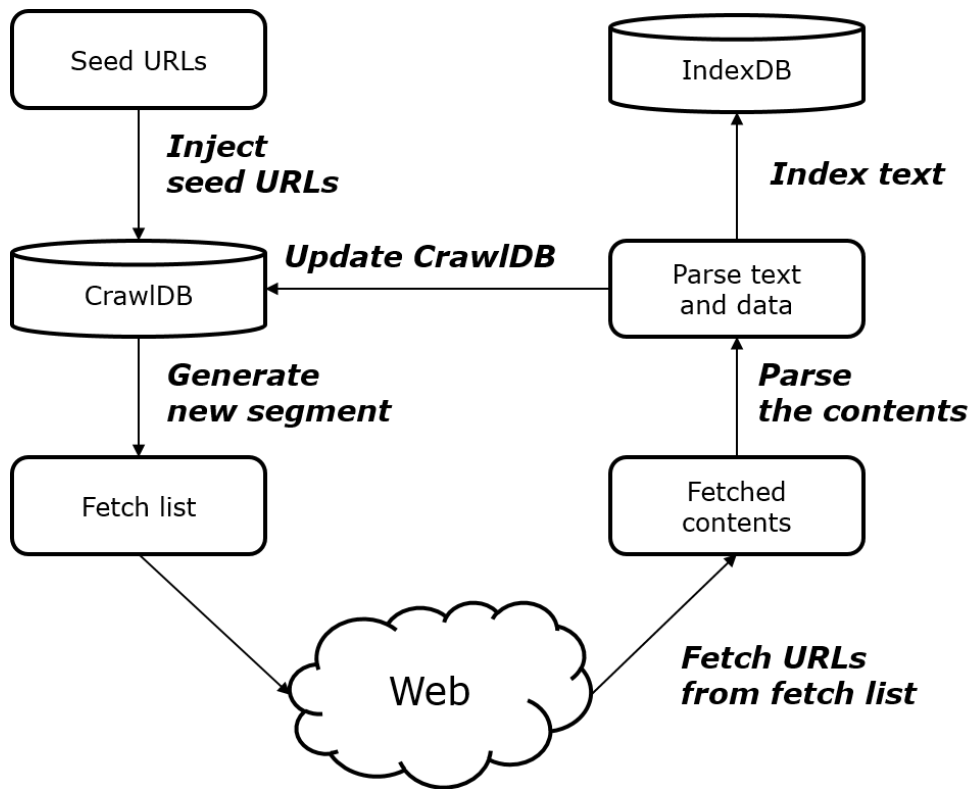 Seed URLs
IndexDB
Inject
seed URLs
Index text
Update CrawlDB
CrawlDB
Parse text
and data
Generate
new segment
Parse
the contents
Fetch list
Fetched
contents
Web
Fetch URLs
from fetch list